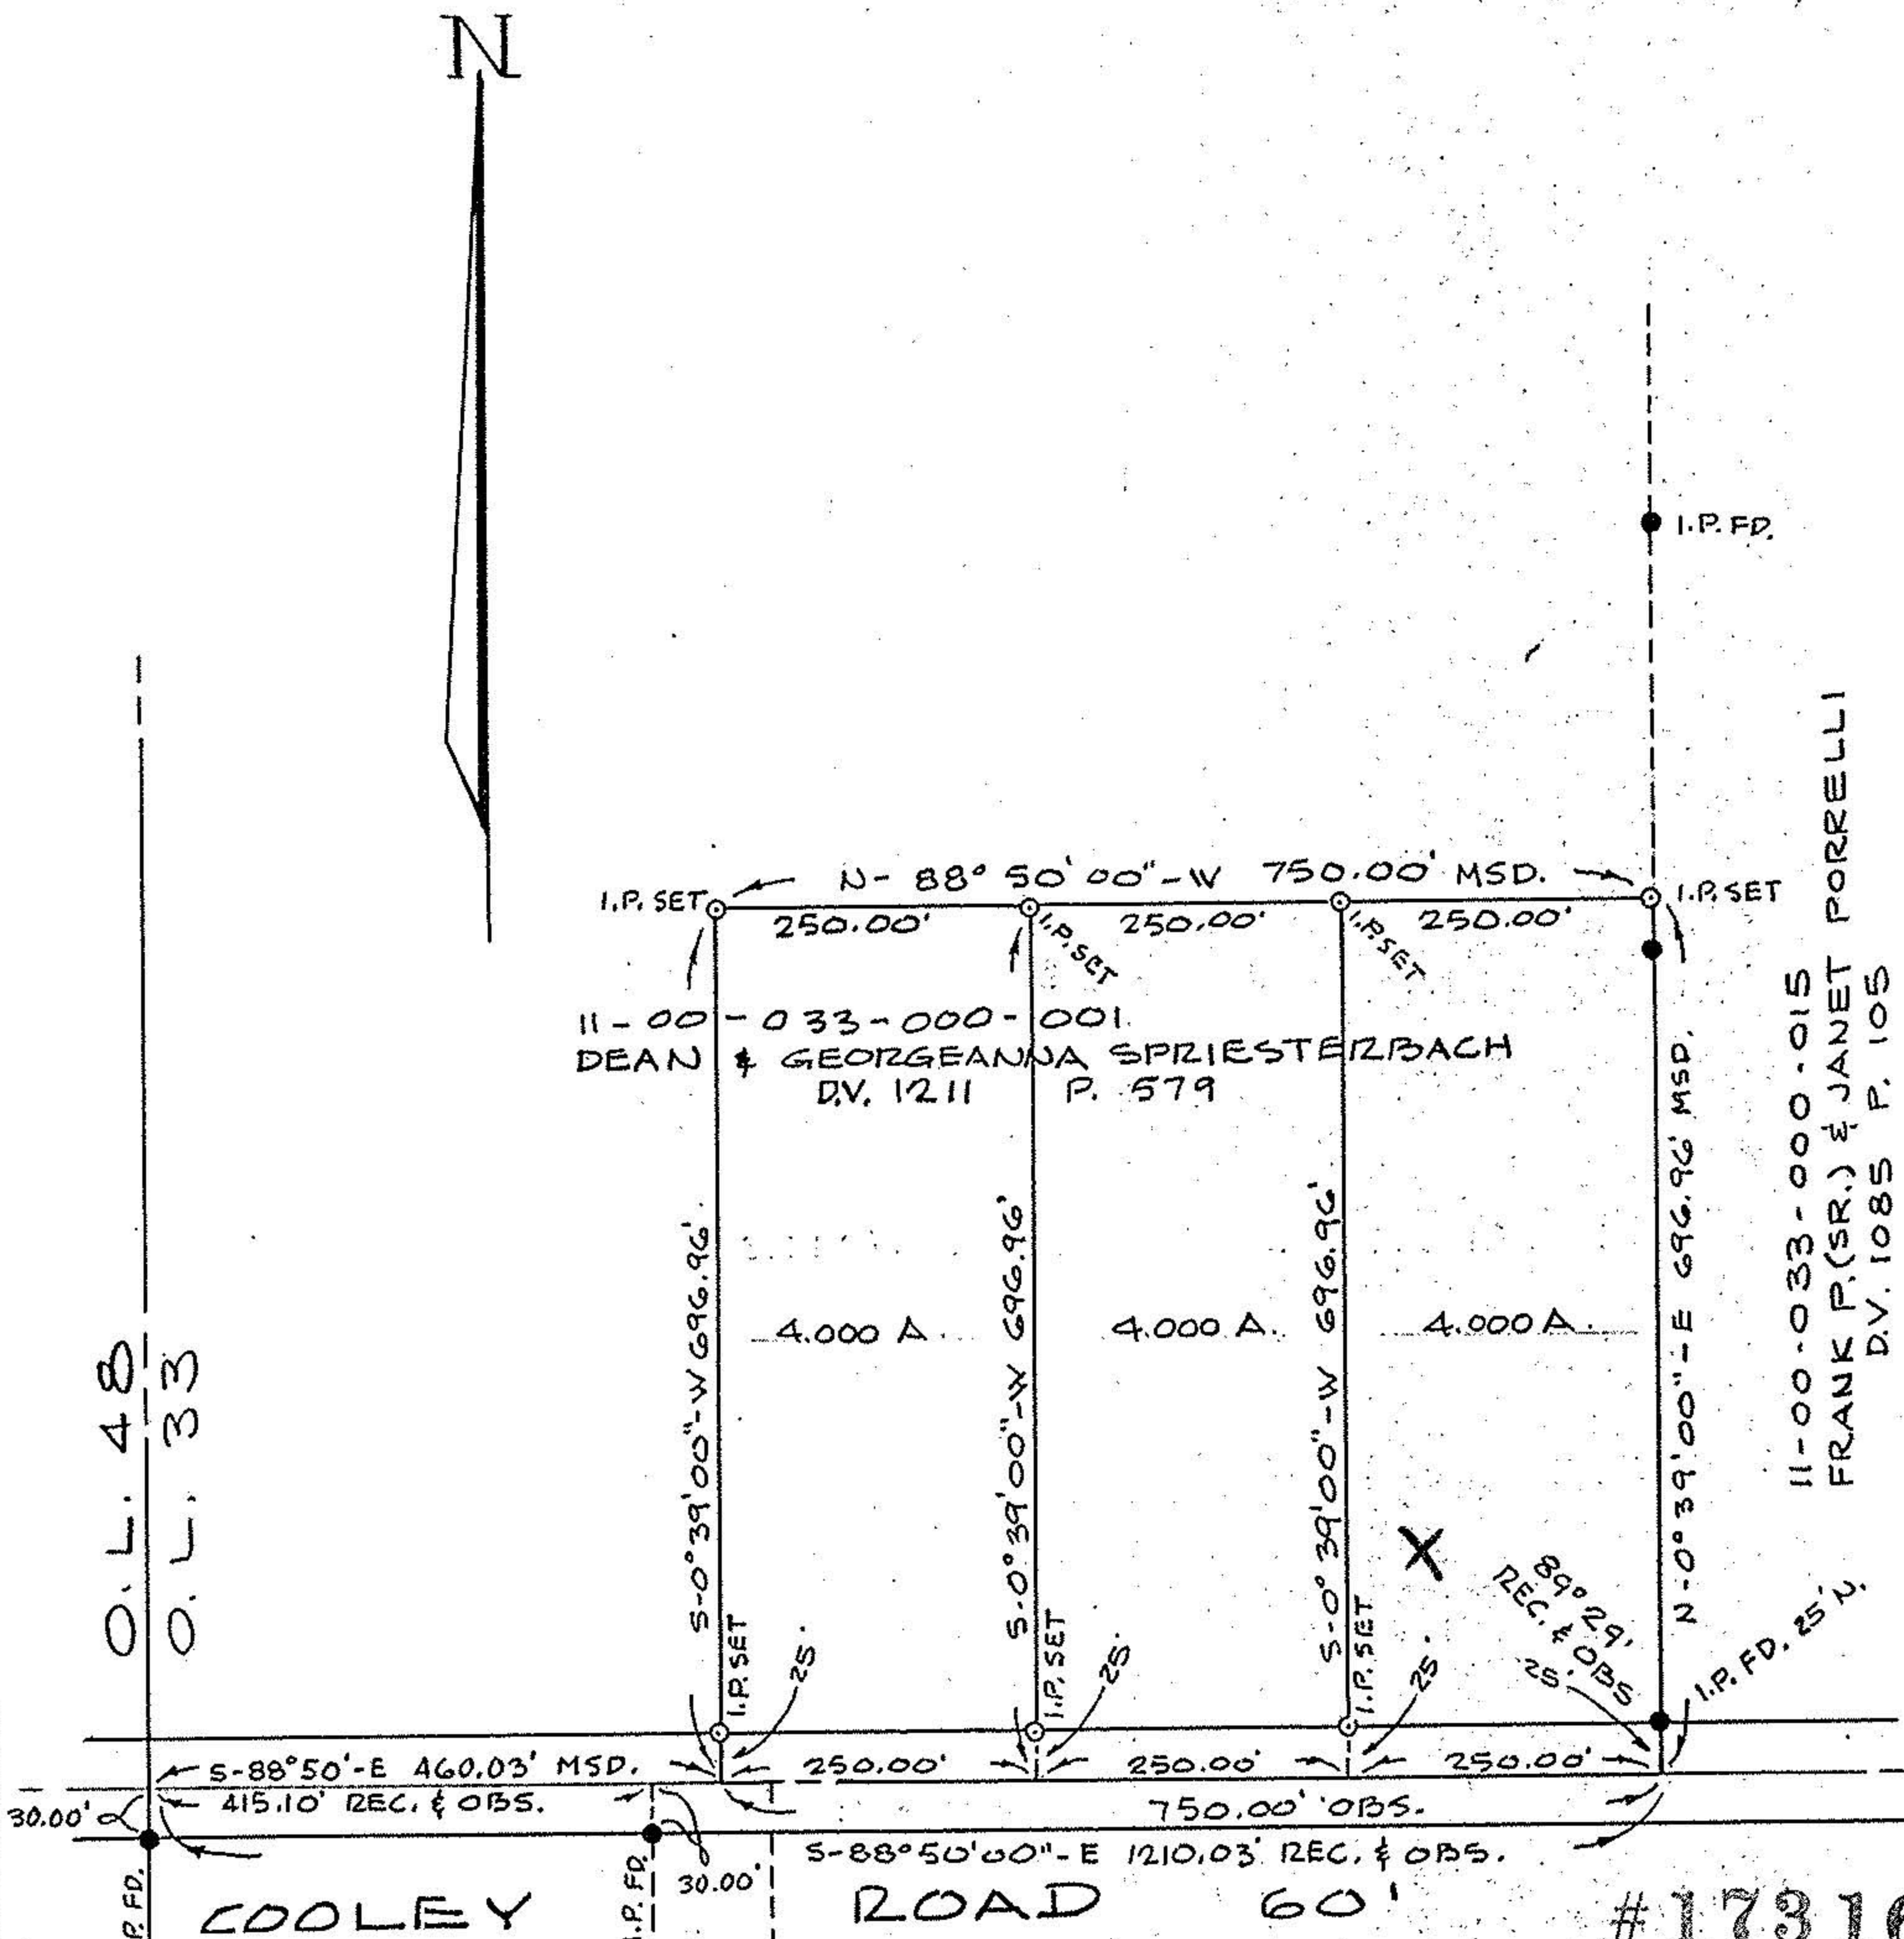 N
I.P. FD.
N- 88° 50' 00"-W 750.00' MSD.
I.P. SET
I.P. SET
250.00'
250.00'
250.00'
I.P. SET
I.P. SET
11-00-033-000-001
DEAN & GEORGEANNA SPRIESTERBACH
D.V. 1211 P. 579
11-00-033-000-015
FRANK P.(SR.) & JANET PORRELLI
D.V. 1085 P. 105
S-0°39'00"-W 696.96'
S-0°39'00"-W 696.96'
S-0°39'00"-W 696.96'
N-0°39'00"-E 696.96' MSD.
4.000 A.
4.000 A.
4.000 A.
O.L. 48
O.L. 33
X
89°29'
REC. & OBS
I.P. SET
25'
I.P. SET
25'
I.P. SET
25'
25'
I.P. FD. 25' N.
S-88°50'-E 460.03' MSD.
250.00'
250.00'
250.00'
415.10' REC. & OBS.
750.00' OBS.
30.00'
S-88°50'00"-E 1210.03' REC. & OBS.
30.00'
P. FD.
I.P. FD.
COOLEY ROAD 60'